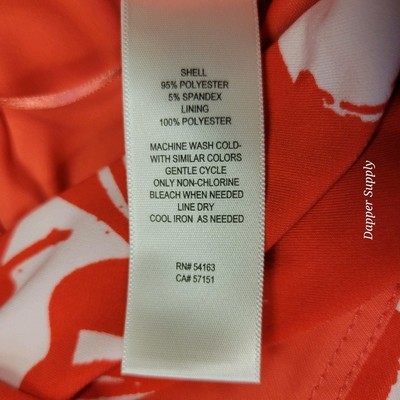 SHELL
95% POLYESTER
5% SPANDEX
LINING
100% POLYESTER
MACHINE WASH COLD-
WITH SIMILAR COLORS
GENTLE CYCLE
ONLY NON-CHLORINE
BLEACH WHEN NEEDED
LINE DRY
COOL IRON AS NEEDED
RN# 54163
CA# 57151
Dapper Supply